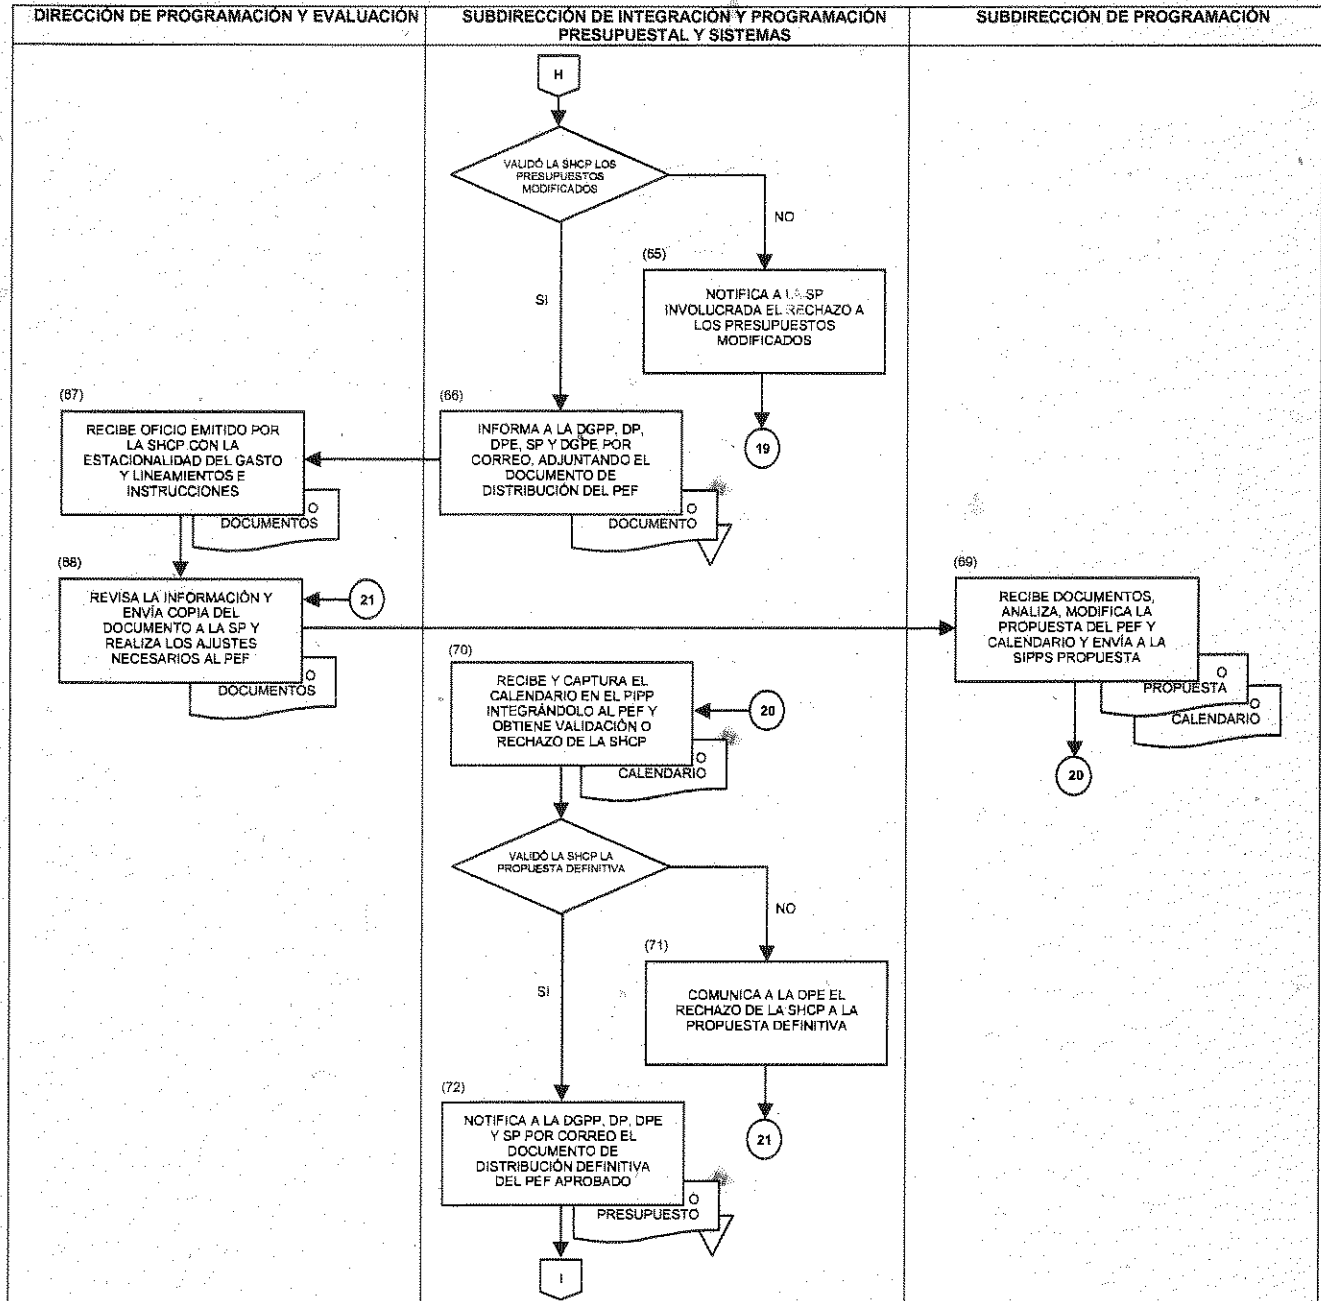 DIRECCIÓN DE PROGRAMACIÓN Y EVALUACIÓN
SUBDIRECCIÓN DE INTEGRACIÓN Y PROGRAMACIÓN
PRESUPUESTAL Y SISTEMAS
SUBDIRECCIÓN DE PROGRAMACIÓN
H
VALIDÓ LA SHCP LOS
PRESUPUESTOS
MODIFICADOS
NO
SI
(65)
NOTIFICA A LA SP
INVOLUCRADA EL RECHAZO A
LOS PRESUPUESTOS
MODIFICADOS
19
(66)
INFORMA A LA DGPP, DP,
DPE, SP Y DGPE POR
CORREO, ADJUNTANDO EL
DOCUMENTO DE
DISTRIBUCIÓN DEL PEF
O
DOCUMENTO
(67)
RECIBE OFICIO EMITIDO POR
LA SHCP CON LA
ESTACIONALIDAD DEL GASTO
Y LINEAMIENTOS E
INSTRUCCIONES
O
DOCUMENTOS
(68)
REVISA LA INFORMACIÓN Y
ENVÍA COPIA DEL
DOCUMENTO A LA SP Y
REALIZA LOS AJUSTES
NECESARIOS AL PEF
O
DOCUMENTOS
21
(69)
RECIBE DOCUMENTOS,
ANALIZA, MODIFICA LA
PROPUESTA DEL PEF Y
CALENDARIO Y ENVÍA A LA
SIPPS PROPUESTA
O
PROPUESTA
O
CALENDARIO
20
(70)
RECIBE Y CAPTURA EL
CALENDARIO EN EL PIPP
INTEGRÁNDOLO AL PEF Y
OBTIENE VALIDACIÓN O
RECHAZO DE LA SHCP
O
CALENDARIO
20
VALIDÓ LA SHCP LA
PROPUESTA DEFINITIVA
NO
SI
(71)
COMUNICA A LA DPE EL
RECHAZO DE LA SHCP A LA
PROPUESTA DEFINITIVA
21
(72)
NOTIFICA A LA DGPP, DP, DPE
Y SP POR CORREO EL
DOCUMENTO DE
DISTRIBUCIÓN DEFINITIVA
DEL PEF APROBADO
O
PRESUPUESTO
I